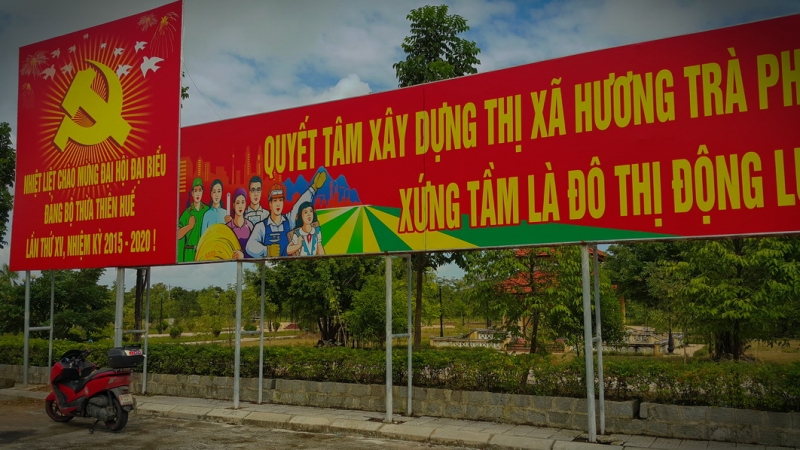 NHIỆT LIỆT CHÀO MỪNG ĐẠI HỘI ĐẠI BIỂU
ĐẢNG BỘ THỪA THIÊN HUẾ
LẦN THỨ XV, NHIỆM KỲ 2015 - 2020 !
QUYẾT TÂM XÂY DỰNG THỊ XÃ HƯƠNG TRÀ PH
XỨNG TẦM LÀ ĐÔ THỊ ĐỘNG L